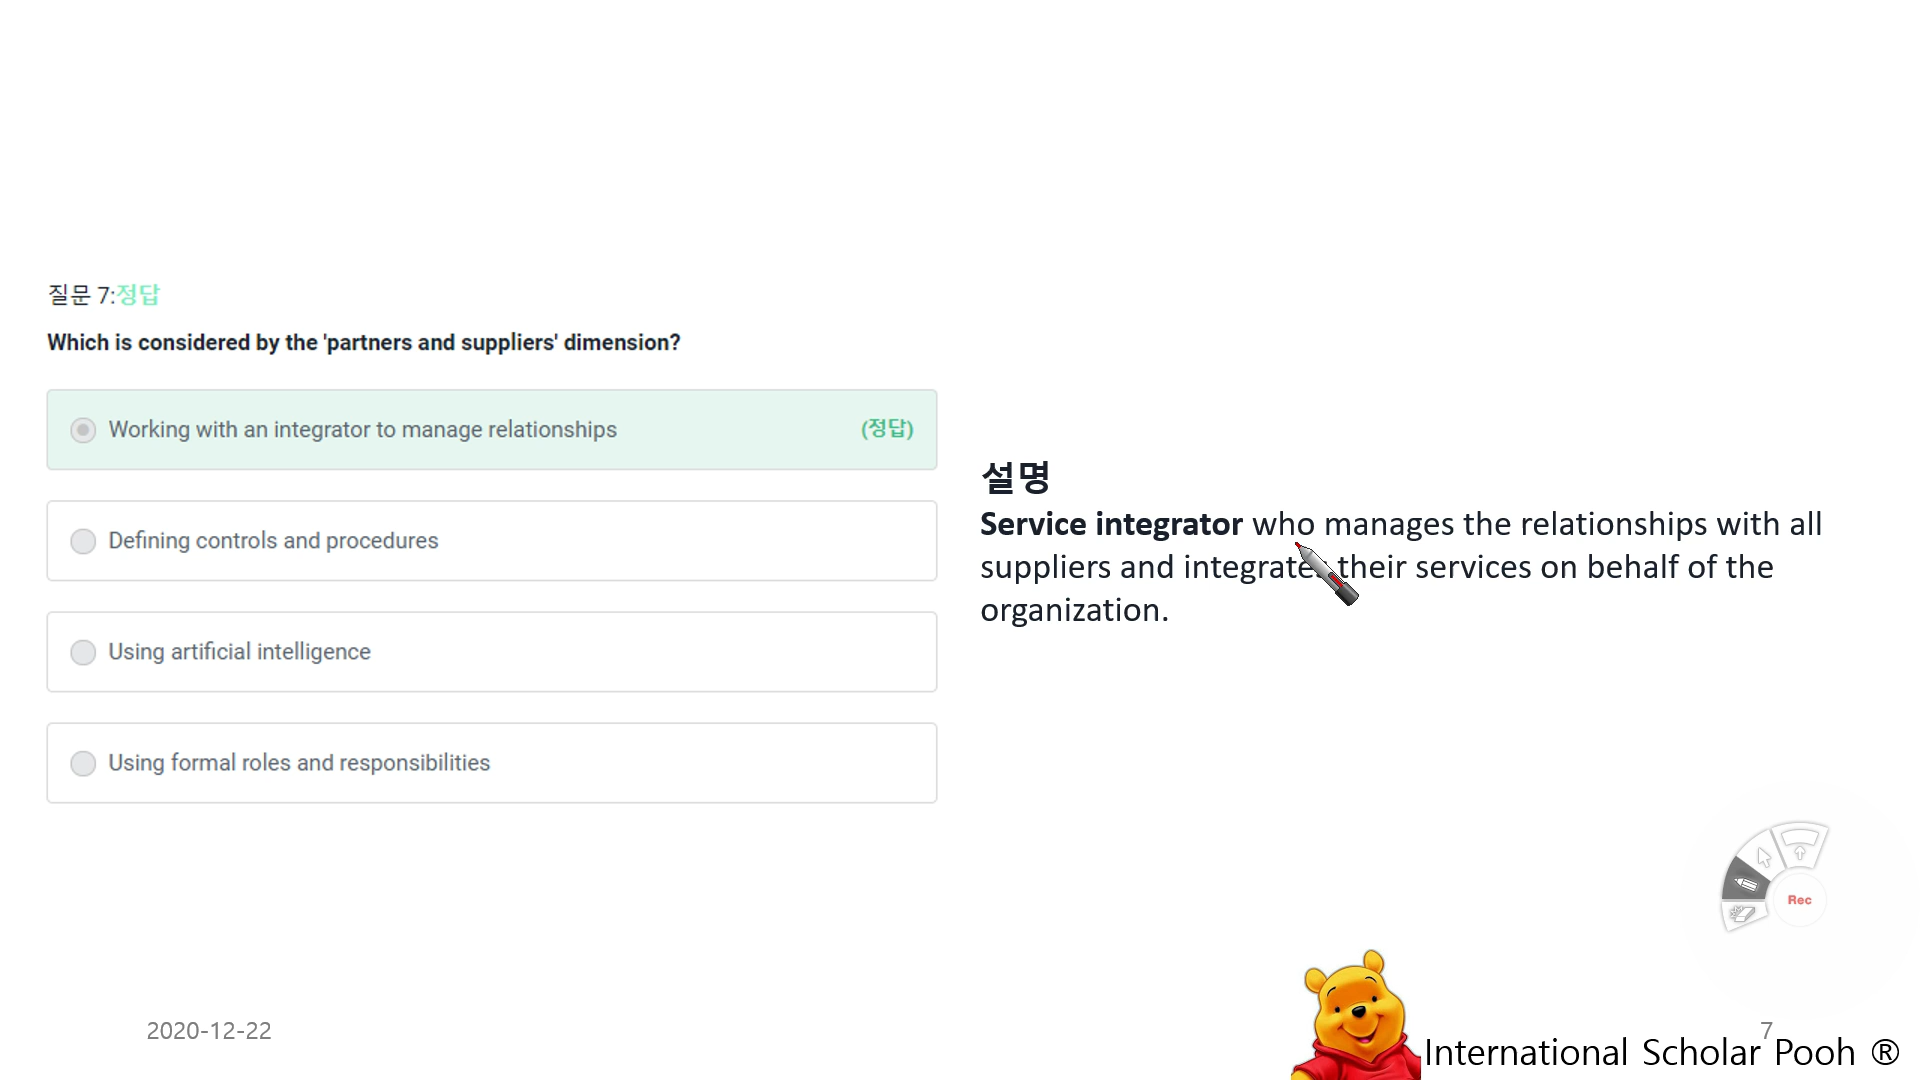 질문 7:정답
Which is considered by the 'partners and suppliers' dimension?
Working with an integrator to manage relationships (정답)
Defining controls and procedures
Using artificial intelligence
Using formal roles and responsibilities
설명
Service integrator who manages the relationships with all
suppliers and integrates their services on behalf of the
organization.
Rec
2020-12-22
7
International Scholar Pooh ®